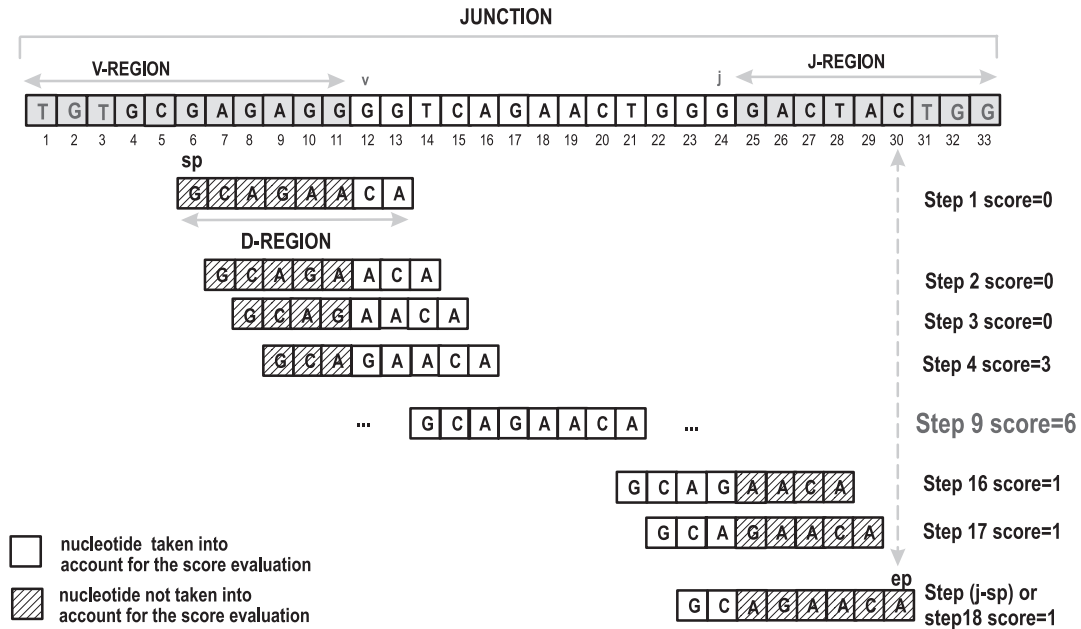 JUNCTION
V-REGION v j J-REGION
T G T G C G A G A G G G G T C A G A A C T G G G G A C T A C T G G
1 2 3 4 5 6 7 8 9 10 11 12 13 14 15 16 17 18 19 20 21 22 23 24 25 26 27 28 29 30 31 32 33
sp
G C A G A A C A Step 1 score=0
D-REGION
G C A G A A C A Step 2 score=0
G C A G A A C A Step 3 score=0
G C A G A A C A Step 4 score=3
... G C A G A A C A ... Step 9 score=6
G C A G A A C A Step 16 score=1
G C A G A A C A Step 17 score=1
nucleotide taken into
account for the score evaluation
ep
G C A G A A C A Step (j-sp) or
step18 score=1
nucleotide not taken into
account for the score evaluation